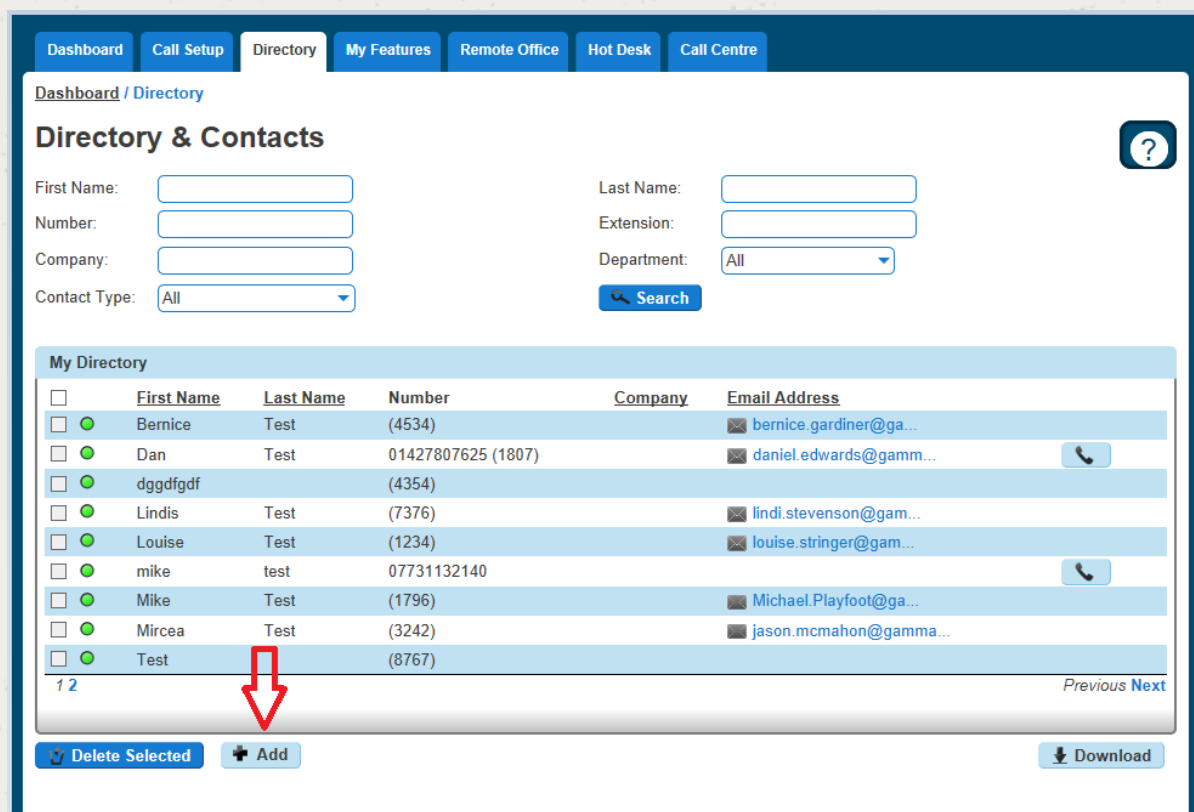 Dashboard Call Setup Directory My Features Remote Office Hot Desk Call Centre
Dashboard / Directory
Directory & Contacts
?
First Name: Last Name:
Number: Extension:
Company: Department: All
Contact Type: All Search
My Directory
First Name Last Name Number Company Email Address
Bernice Test (4534) bernice.gardiner@ga...
Dan Test 01427807625 (1807) daniel.edwards@gamm...
dggdfgdf (4354)
Lindis Test (7376) lindi.stevenson@gam...
Louise Test (1234) louise.stringer@gam...
mike test 07731132140
Mike Test (1796) Michael.Playfoot@ga...
Mircea Test (3242) jason.mcmahon@gamma...
Test (8767)
1 2 Previous Next
Delete Selected Add Download